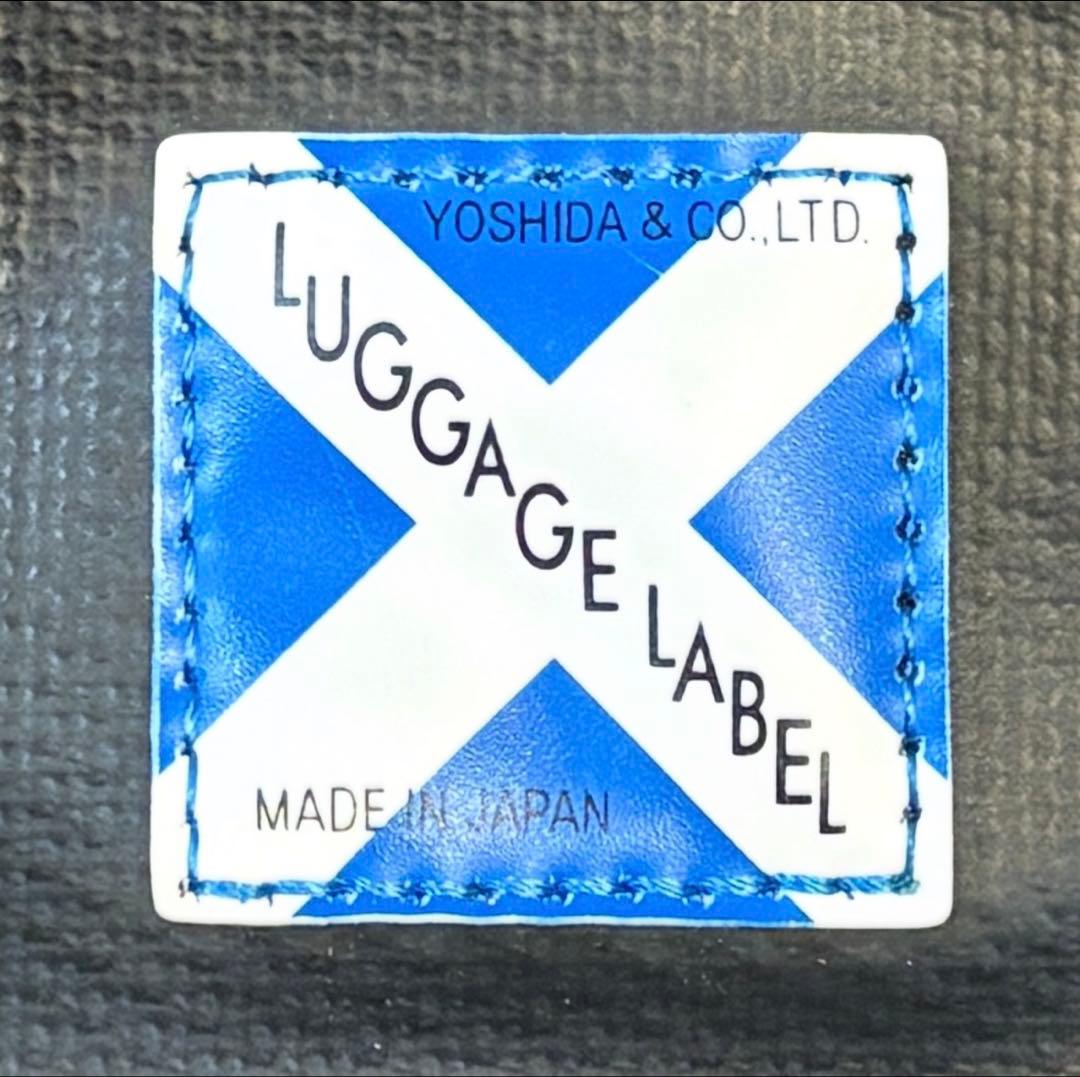 YOSHIDA & CO.,LTD.
LUGGAGE LABEL
MADE IN JAPAN